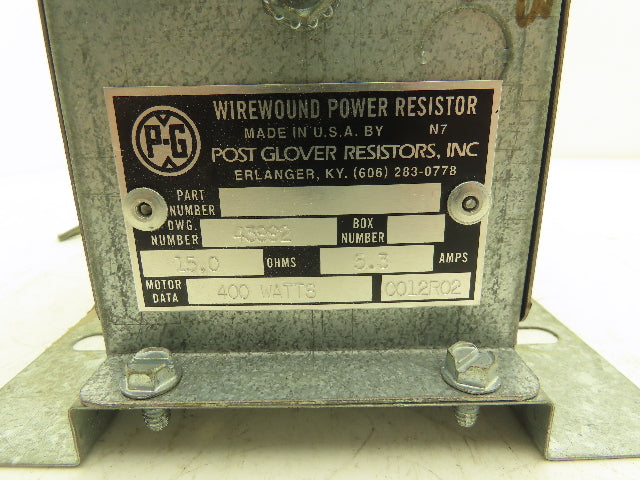 P-G
WIREWOUND POWER RESISTOR
MADE IN U.S.A. BY N7
POST GLOVER RESISTORS, INC
ERLANGER, KY. (606) 283-0778
PART NUMBER
DWG. NUMBER 43992 BOX NUMBER
15.0 OHMS 5.3 AMPS
MOTOR DATA 400 WATTS 0012R02